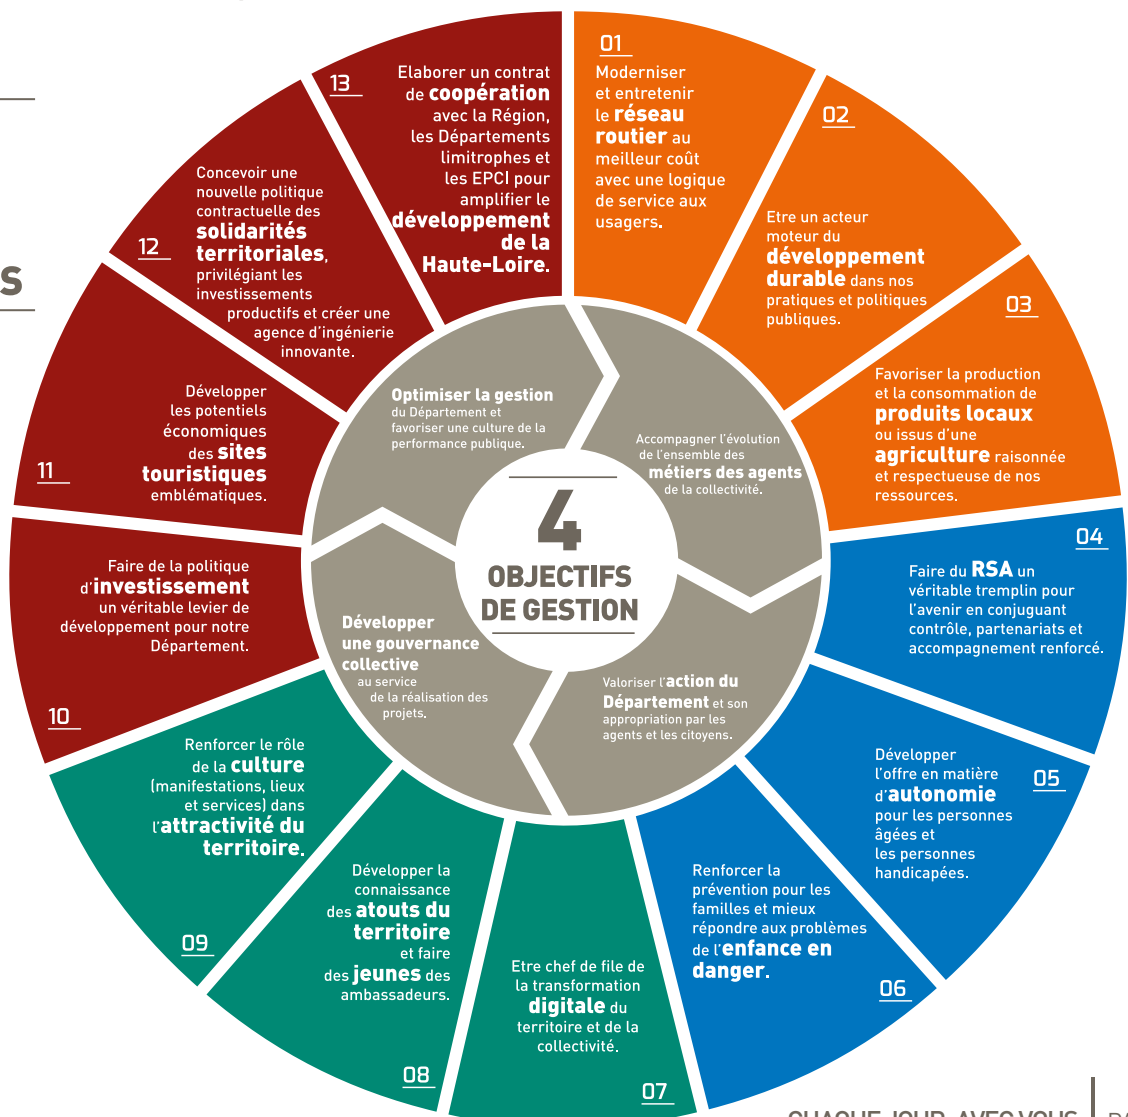 S
01
Moderniser
et entretenir
le réseau
routier au
meilleur coût
avec une logique
de service aux
usagers.
02
Etre un acteur
moteur du
développement
durable dans nos
pratiques et politiques
publiques.
03
Favoriser la production
et la consommation de
produits locaux
ou issus d'une
agriculture raisonnée
et respectueuse de nos
ressources.
04
Faire du RSA un
véritable tremplin pour
l'avenir en conjuguant
contrôle, partenariats et
accompagnement renforcé.
05
Développer
l'offre en matière
d'autonomie
pour les personnes
âgées et
les personnes
handicapées.
06
Renforcer la
prévention pour les
familles et mieux
répondre aux problèmes
de l'enfance en
danger.
07
Etre chef de file de
la transformation
digitale du
territoire et de la
collectivité.
08
Développer la
connaissance
des atouts du
territoire
et faire
des jeunes des
ambassadeurs.
09
Renforcer le rôle
de la culture
(manifestations, lieux
et services) dans
l'attractivité du
territoire.
10
Faire de la politique
d'investissement
un véritable levier de
développement pour notre
Département.
11
Développer
les potentiels
économiques
des sites
touristiques
emblématiques.
12
Concevoir une
nouvelle politique
contractuelle des
solidarités
territoriales,
privilégiant les
investissements
productifs et créer une
agence d'ingénierie
innovante.
13
Elaborer un contrat
de coopération
avec la Région,
les Départements
limitrophes et
les EPCI pour
amplifier le
développement
de la
Haute-Loire.
Optimiser la gestion
du Département et
favoriser une culture de la
performance publique.
Accompagner l'évolution
de l'ensemble des
métiers des agents
de la collectivité.
Valoriser l'action du
Département et son
appropriation par les
agents et les citoyens.
Développer
une gouvernance
collective
au service
de la réalisation des
projets.
4
OBJECTIFS
DE GESTION
CHAQUE JOUR, AVEC VOUS